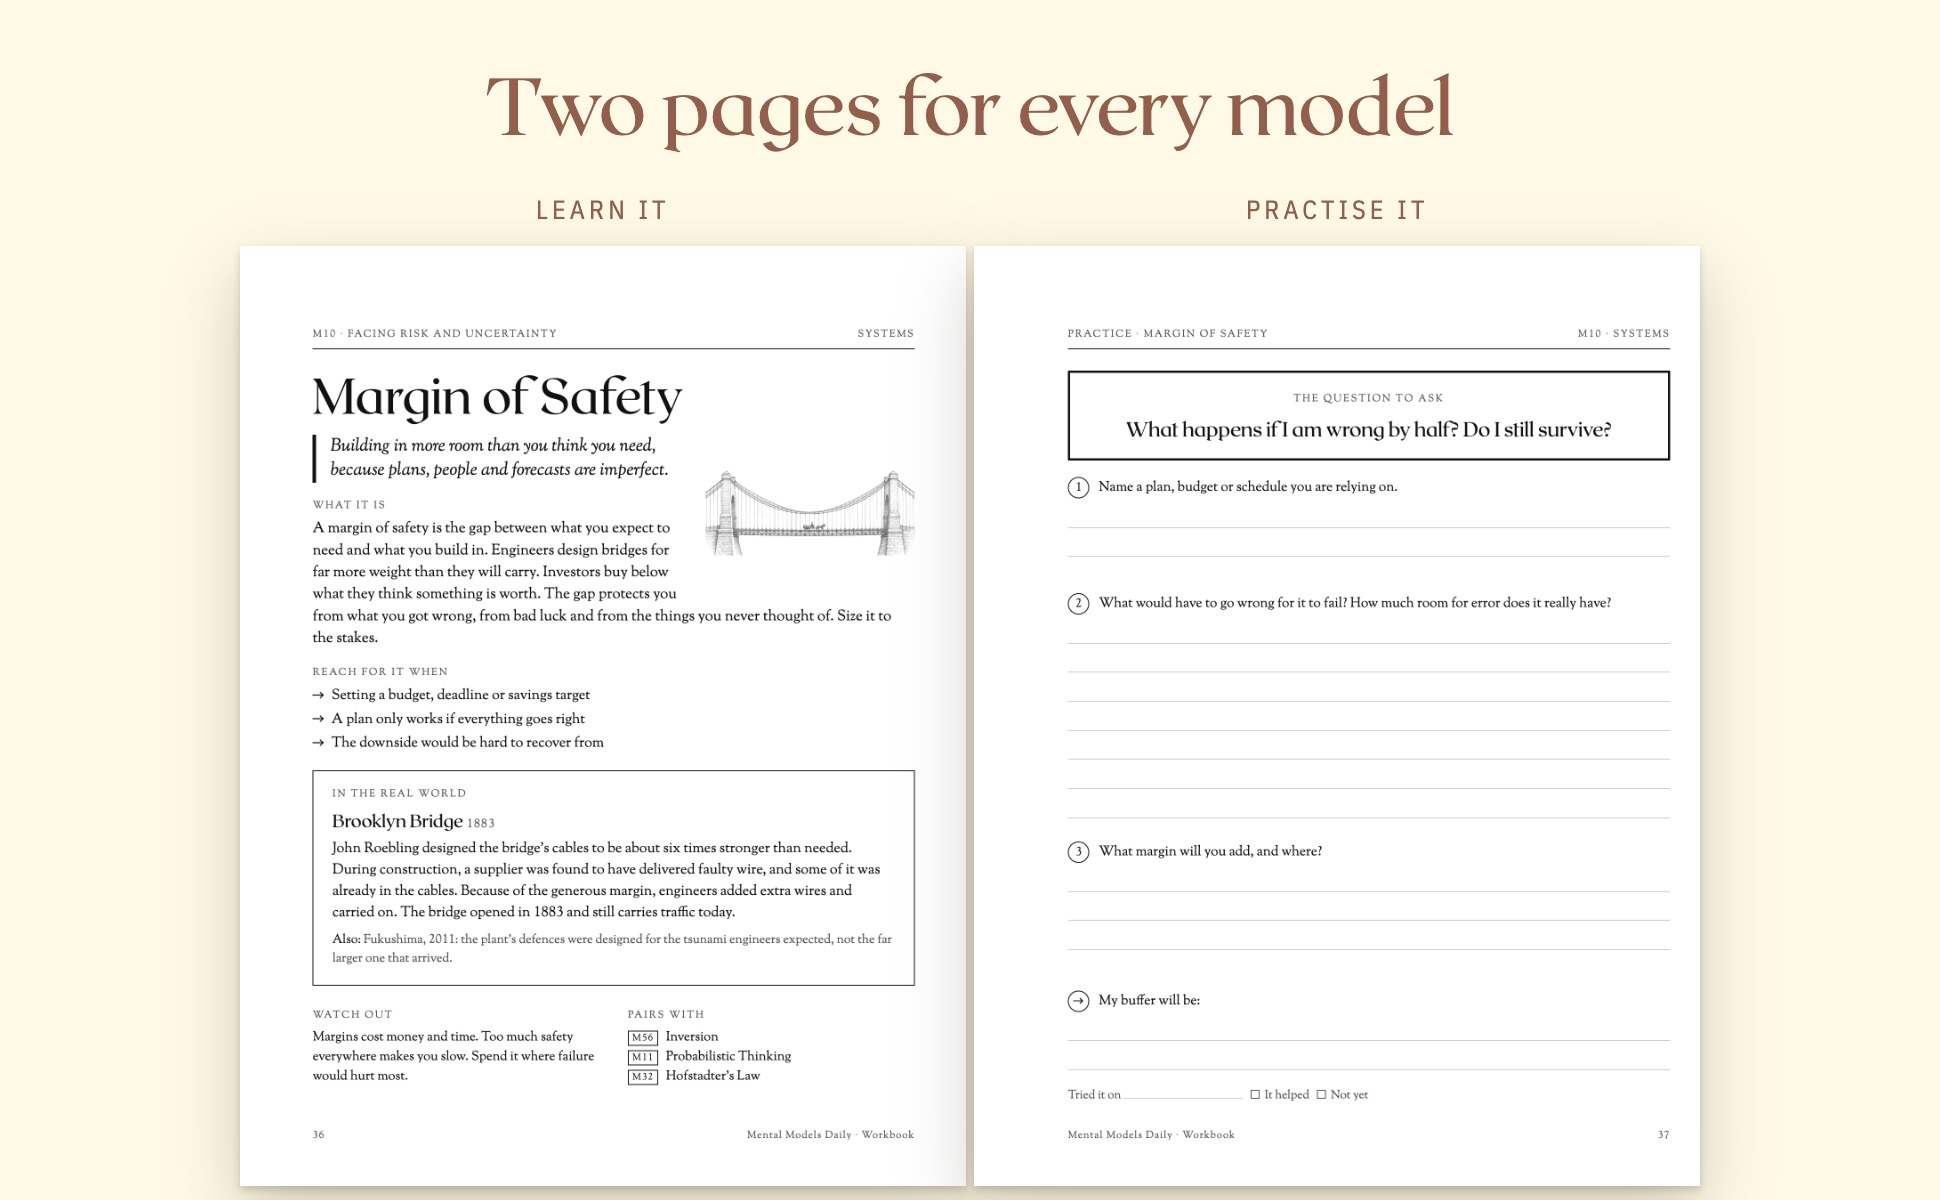 Two pages for every model
LEARN IT
PRACTISE IT
M10 · FACING RISK AND UNCERTAINTY
SYSTEMS
Margin of Safety
Building in more room than you think you need,
because plans, people and forecasts are imperfect.
WHAT IT IS
A margin of safety is the gap between what you expect to
need and what you build in. Engineers design bridges for
far more weight than they will carry. Investors buy below
what they think something is worth. The gap protects you
from what you got wrong, from bad luck and from the things you never thought of. Size it to
the stakes.
REACH FOR IT WHEN
→ Setting a budget, deadline or savings target
→ A plan only works if everything goes right
→ The downside would be hard to recover from
IN THE REAL WORLD
Brooklyn Bridge 1883
John Roebling designed the bridge's cables to be about six times stronger than needed.
During construction, a supplier was found to have delivered faulty wire, and some of it was
already in the cables. Because of the generous margin, engineers added extra wires and
carried on. The bridge opened in 1883 and still carries traffic today.
Also: Fukushima, 2011: the plant's defences were designed for the tsunami engineers expected, not the far
larger one that arrived.
WATCH OUT
Margins cost money and time. Too much safety
everywhere makes you slow. Spend it where failure
would hurt most.
PAIRS WITH
M56 Inversion
M11 Probabilistic Thinking
M32 Hofstadter's Law
36
Mental Models Daily · Workbook
PRACTICE · MARGIN OF SAFETY
M10 · SYSTEMS
THE QUESTION TO ASK
What happens if I am wrong by half? Do I still survive?
1 Name a plan, budget or schedule you are relying on.
2 What would have to go wrong for it to fail? How much room for error does it really have?
3 What margin will you add, and where?
→ My buffer will be:
Tried it on ☐ It helped ☐ Not yet
Mental Models Daily · Workbook
37